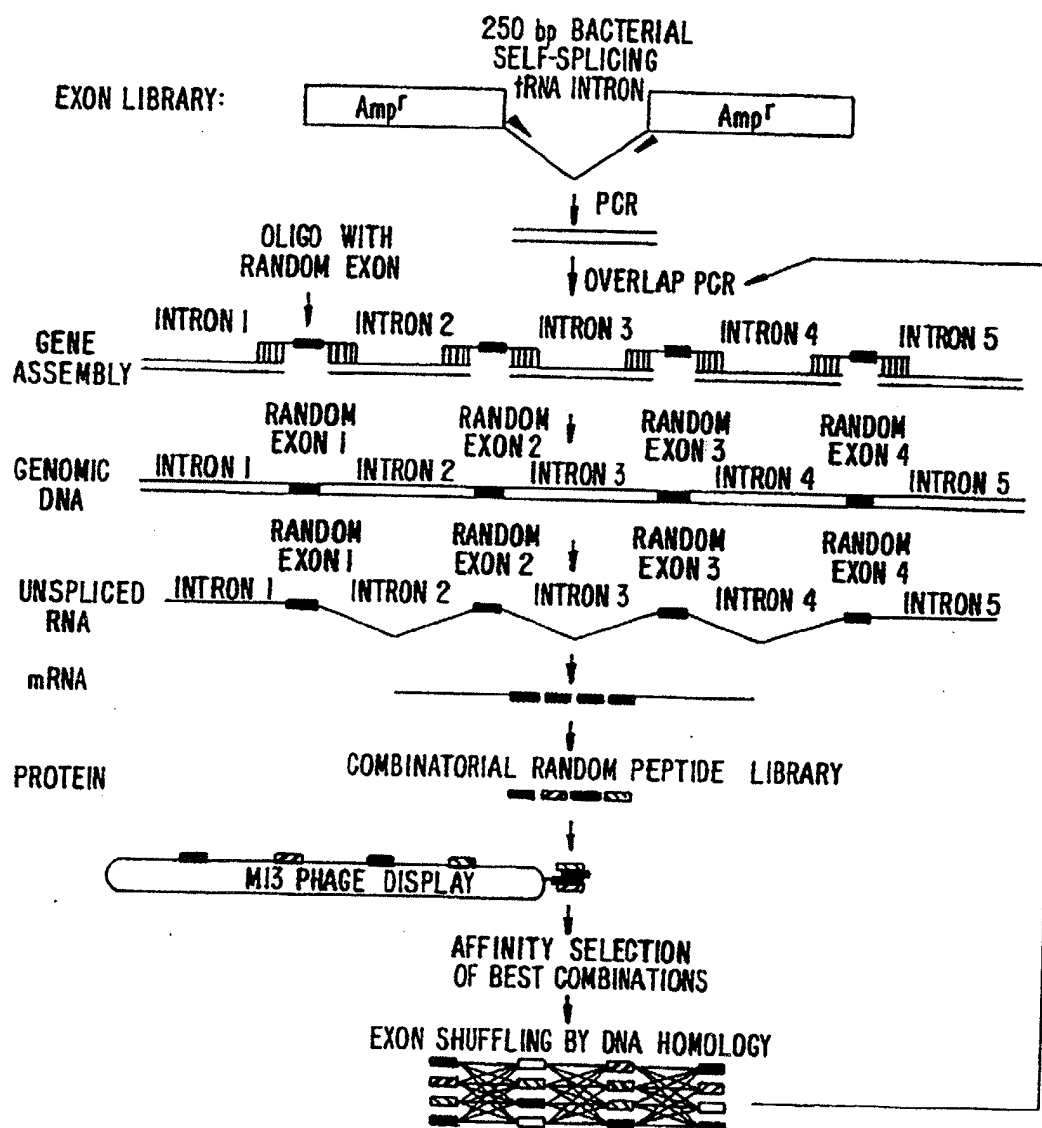 250 bp BACTERIAL
SELF-SPLICING
tRNA INTRON
EXON LIBRARY:
Ampr
Ampr
PCR
OLIGO WITH
RANDOM EXON
OVERLAP PCR
INTRON 1 INTRON 2 INTRON 3 INTRON 4 INTRON 5
GENE
ASSEMBLY
RANDOM
EXON 1
RANDOM
EXON 2
RANDOM
EXON 3
RANDOM
EXON 4
GENOMIC
DNA
INTRON 1 INTRON 2 INTRON 3 INTRON 4 INTRON 5
RANDOM
EXON 1
RANDOM
EXON 2
RANDOM
EXON 3
RANDOM
EXON 4
UNSPLICED
RNA
INTRON 1 INTRON 2 INTRON 3 INTRON 4 INTRON 5
mRNA
PROTEIN
COMBINATORIAL RANDOM PEPTIDE LIBRARY
M13 PHAGE DISPLAY
AFFINITY SELECTION
OF BEST COMBINATIONS
EXON SHUFFLING BY DNA HOMOLOGY